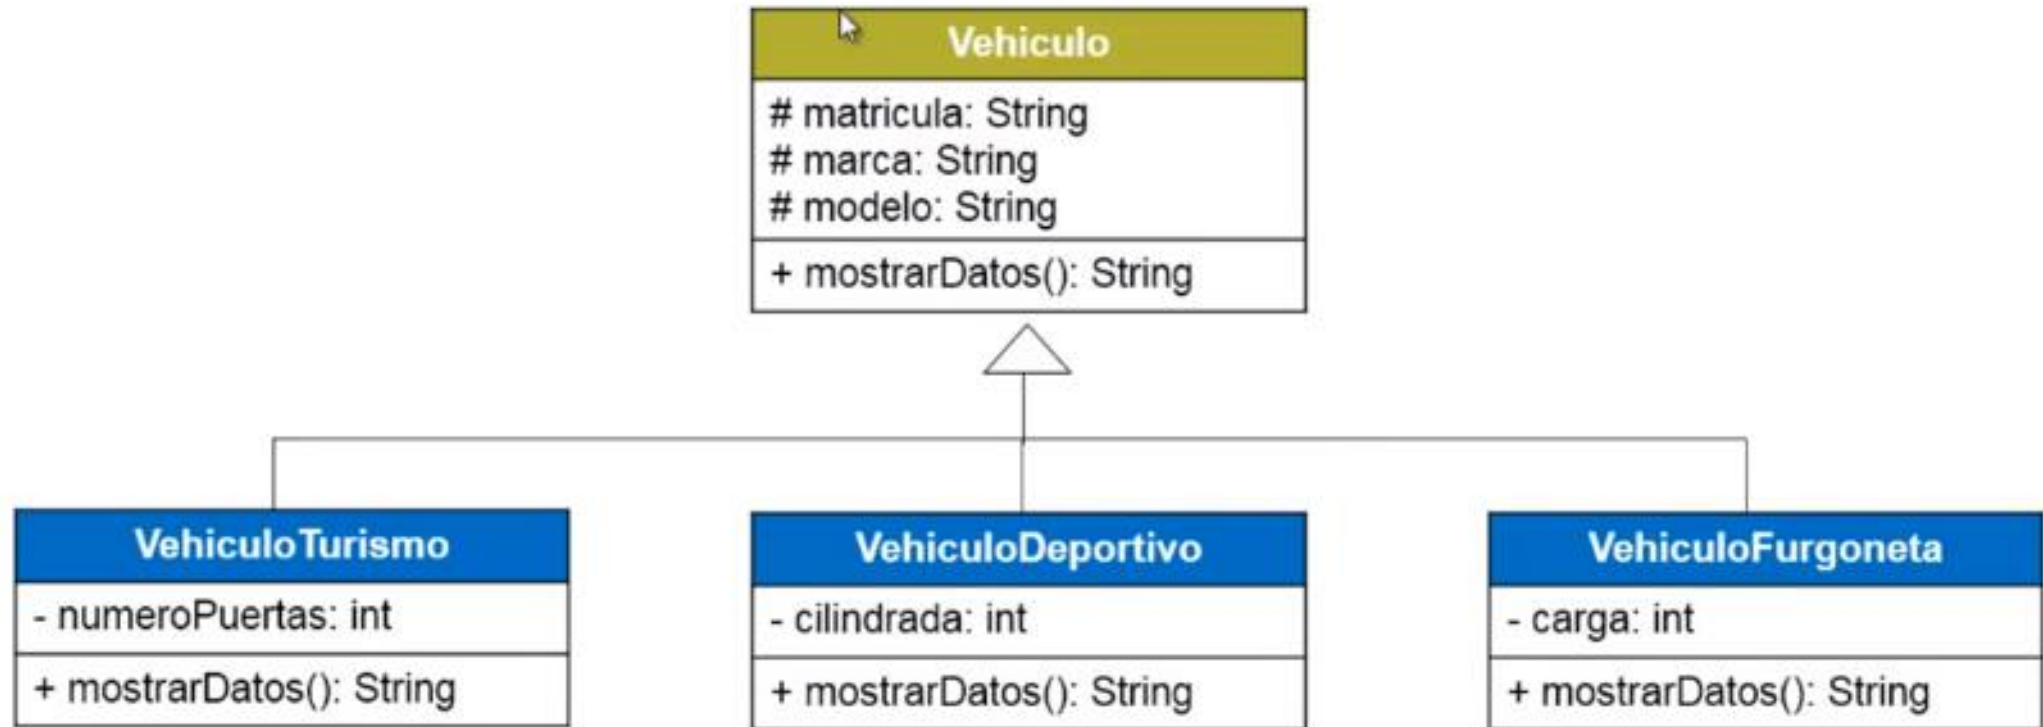 Vehiculo
# matricula: String
# marca: String
# modelo: String
+ mostrarDatos(): String
VehiculoTurismo
- numeroPuertas: int
+ mostrarDatos(): String
VehiculoDeportivo
- cilindrada: int
+ mostrarDatos(): String
VehiculoFurgoneta
- carga: int
+ mostrarDatos(): String